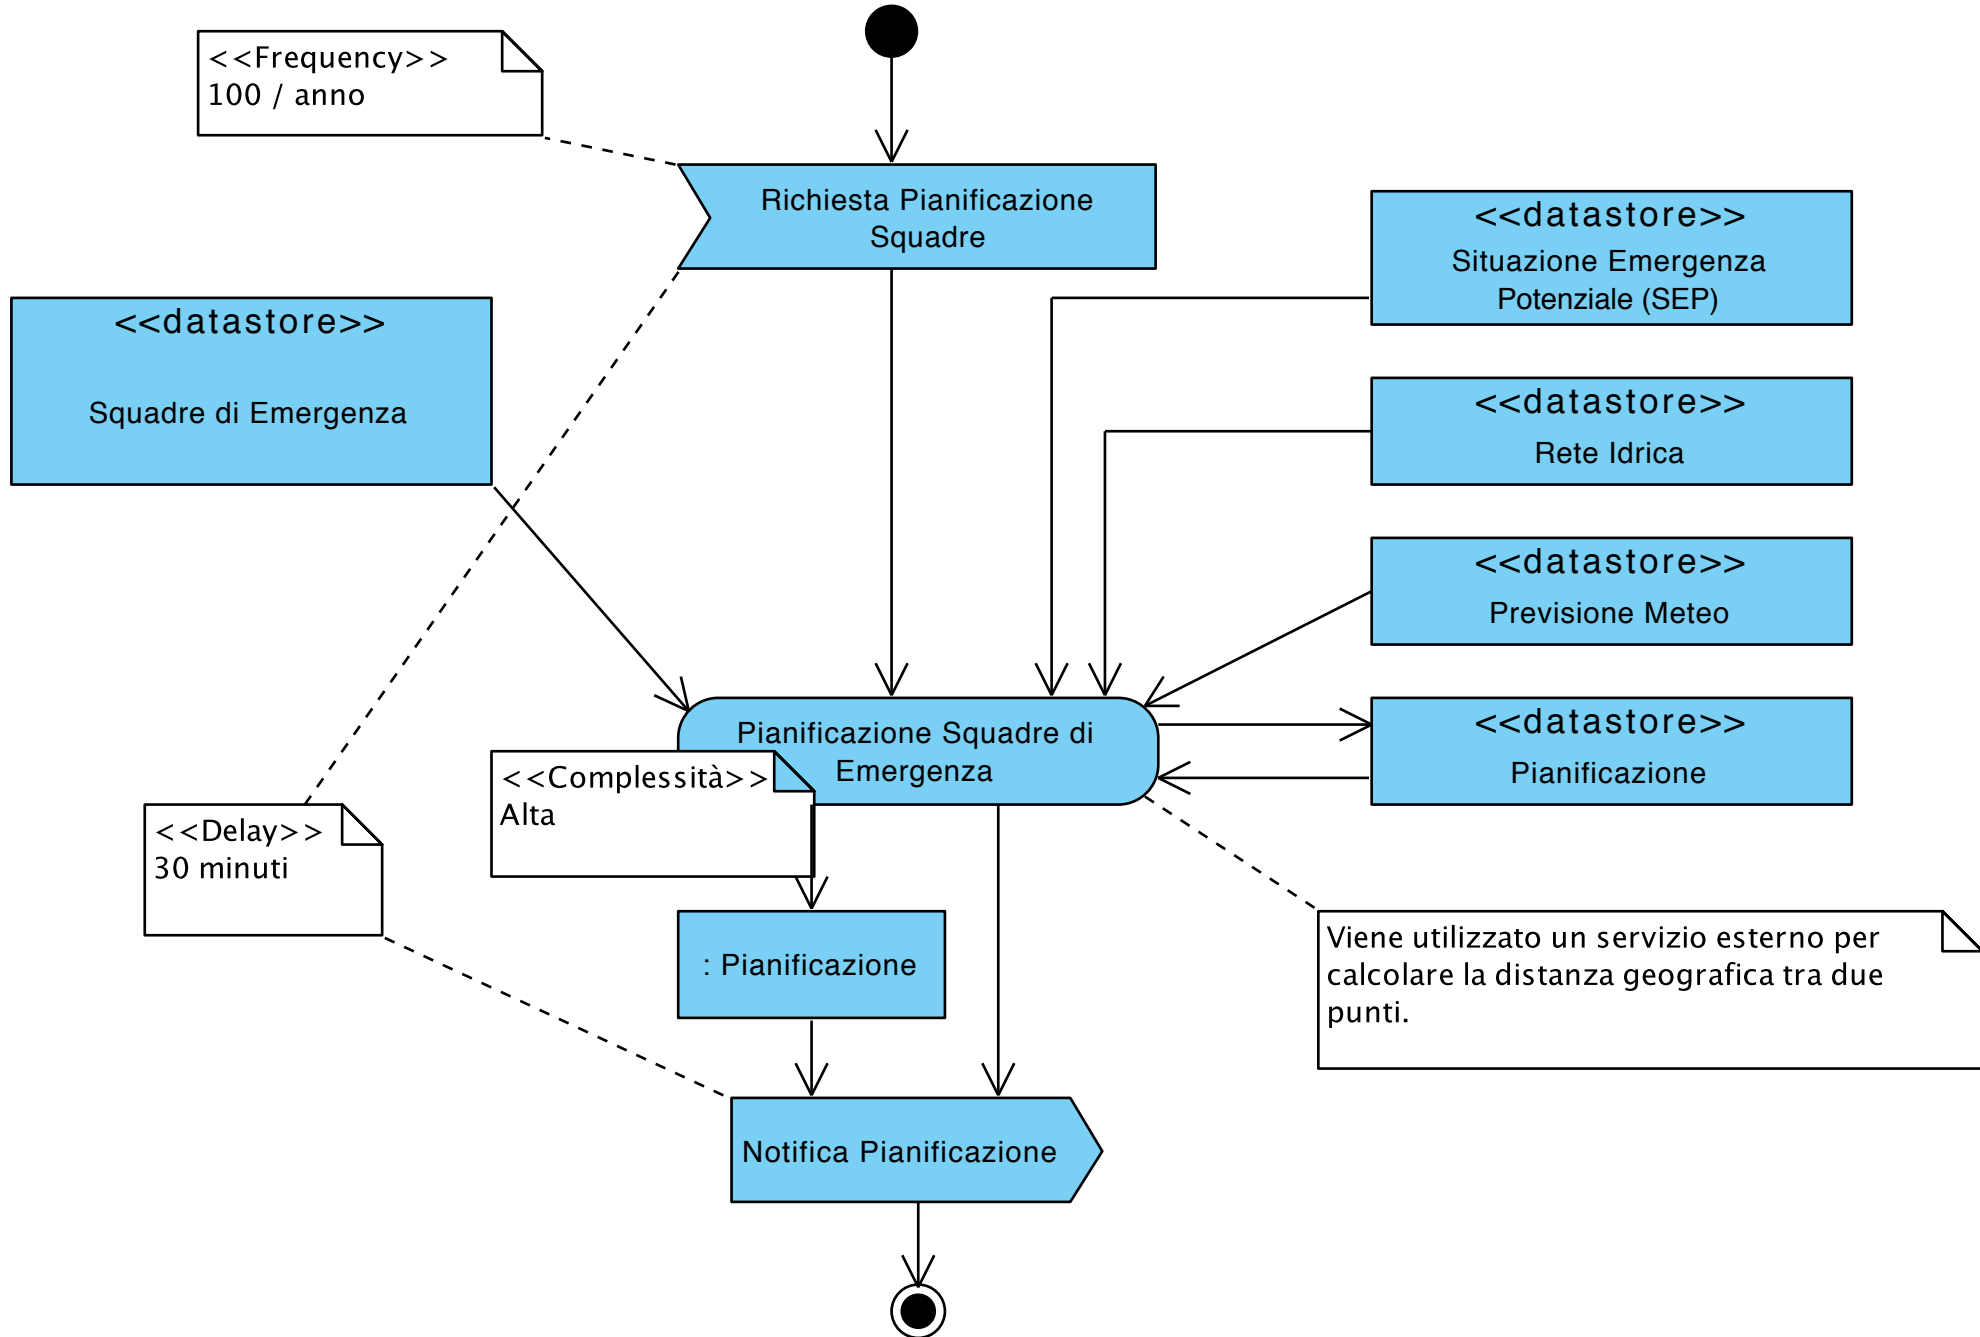 <<Frequency>>
100 / anno
Richiesta Pianificazione
Squadre
<<datastore>>
Situazione Emergenza
Potenziale (SEP)
<<datastore>>
Squadre di Emergenza
<<datastore>>
Rete Idrica
<<datastore>>
Previsione Meteo
Pianificazione Squadre di
Emergenza
<<datastore>>
Pianificazione
<<Complessità>>
Alta
<<Delay>>
30 minuti
: Pianificazione
Viene utilizzato un servizio esterno per
calcolare la distanza geografica tra due
punti.
Notifica Pianificazione